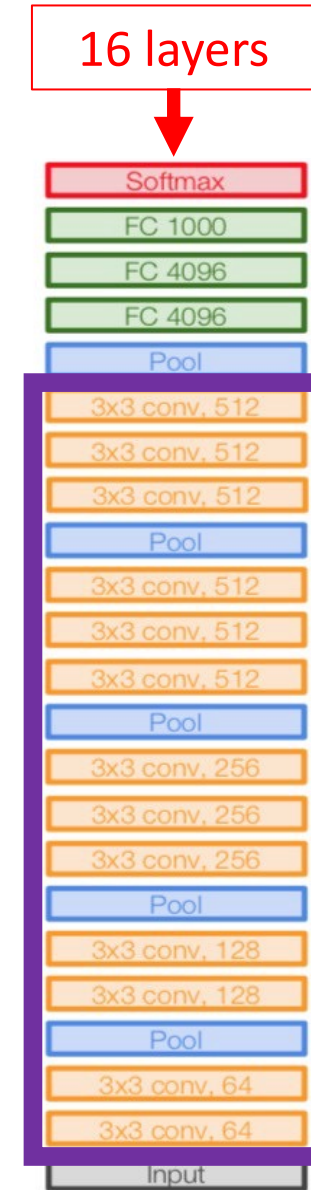 16 layers
Softmax
FC 1000
FC 4096
FC 4096
Pool
3x3 conv, 512
3x3 conv, 512
3x3 conv, 512
Pool
3x3 conv, 512
3x3 conv, 512
3x3 conv, 512
Pool
3x3 conv, 256
3x3 conv, 256
3x3 conv, 256
Pool
3x3 conv, 128
3x3 conv, 128
Pool
3x3 conv, 64
3x3 conv, 64
Input